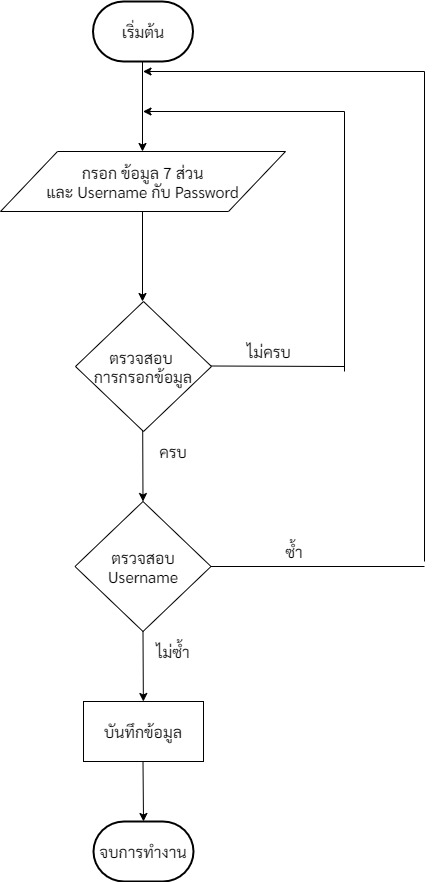 เริ่มต้น
กรอก ข้อมูล 7 ส่วน
และ Username กับ Password
ตรวจสอบ
การกรอกข้อมูล
ไม่ครบ
ครบ
ตรวจสอบ
Username
ซ้ำ
ไม่ซ้ำ
บันทึกข้อมูล
จบการทำงาน